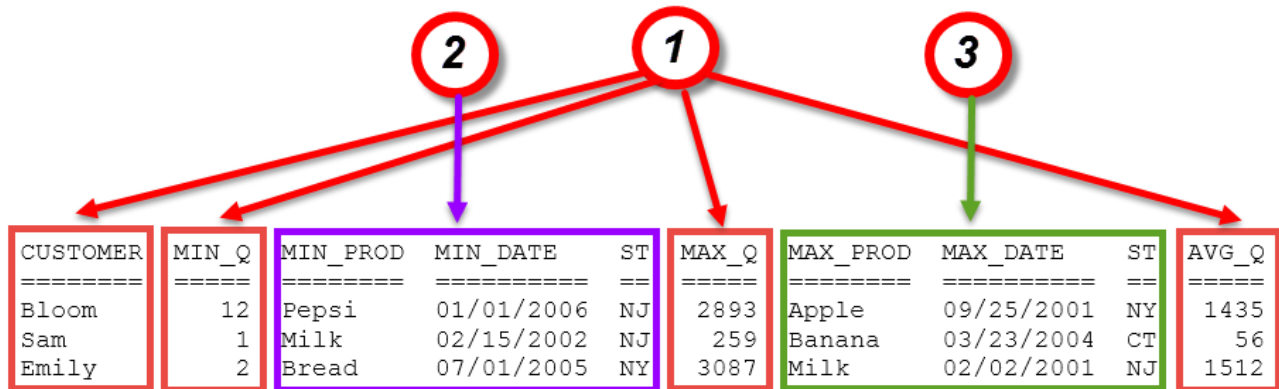 2 1 3
CUSTOMER MIN_Q MIN_PROD MIN_DATE ST MAX_Q MAX_PROD MAX_DATE ST AVG_Q
======== ===== ======== ========== == ===== ======== ========== == =====
Bloom 12 Pepsi 01/01/2006 NJ 2893 Apple 09/25/2001 NY 1435
Sam 1 Milk 02/15/2002 NJ 259 Banana 03/23/2004 CT 56
Emily 2 Bread 07/01/2005 NY 3087 Milk 02/02/2001 NJ 1512